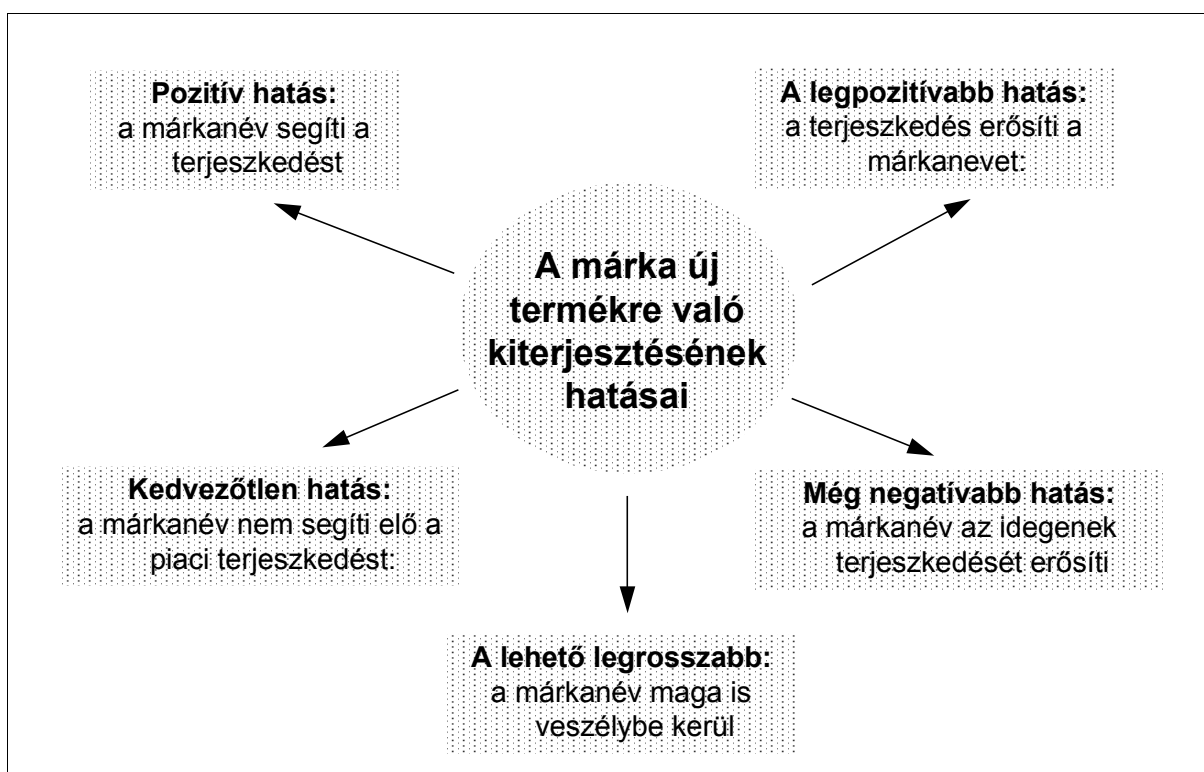 Pozitív hatás:
a márkanév segíti a
terjeszkedést
A legpozitívabb hatás:
a terjeszkedés erősíti a
márkanevet:
A márka új
termékre való
kiterjesztésének
hatásai
Kedvezőtlen hatás:
a márkanév nem segíti elő a
piaci terjeszkedést:
Még negatívabb hatás:
a márkanév az idegenek
terjeszkedését erősíti
A lehető legrosszabb:
a márkanév maga is
veszélybe kerül